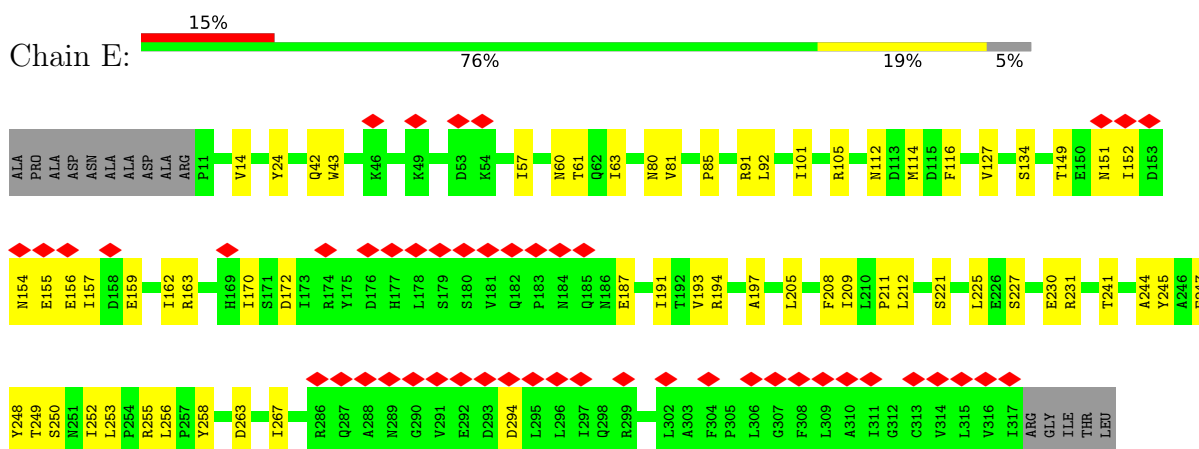 15%
Chain E:
76% 19% 5%
ALA PRO ALA ASP ASN ALA ALA ASP ALA ARG P11 V14 Y24 Q42 W43 K46 K49 D53 K54 I57 N60 T61 Q62 I63 N80 V81 P85 R91 L92 I101 R105 N112 D113 M114 D115 F116 V127 S134 T149 E150 N151 I152 D153
N154 E155 E156 I157 D158 E159 I162 R163 H169 I170 S171 D172 I173 R174 Y175 D176 H177 L178 S179 S180 V181 Q182 P183 N184 Q185 N186 E187 I191 T192 V193 R194 A197 L205 F208 I209 L210 P211 L212 S221 L225 E226 S227 E230 R231 T241 A244 Y245 A246
Y248 T249 S250 N251 I252 L253 P254 R255 L256 P257 Y258 D263 I267 R286 Q287 A288 N289 G290 V291 E292 D293 D294 L295 L296 I297 Q298 R299 L302 A303 F304 P305 L306 G307 F308 L309 A310 I311 G312 C313 V314 L315 V316 I317 ARG GLY ILE THR LEU